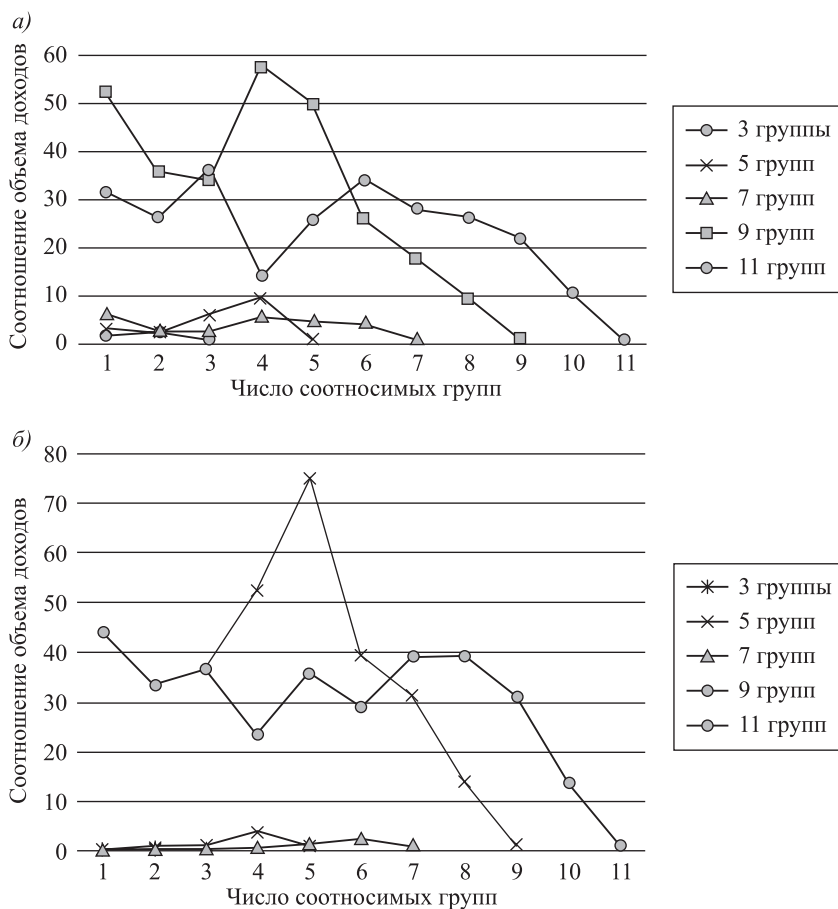 а)
Соотношение объема доходов
60
50
40
30
20
10
0
1 2 3 4 5 6 7 8 9 10 11
Число соотносимых групп
3 группы
5 групп
7 групп
9 групп
11 групп
б)
Соотношение объема доходов
80
70
60
50
40
30
20
10
0
1 2 3 4 5 6 7 8 9 10 11
Число соотносимых групп
3 группы
5 групп
7 групп
9 групп
11 групп